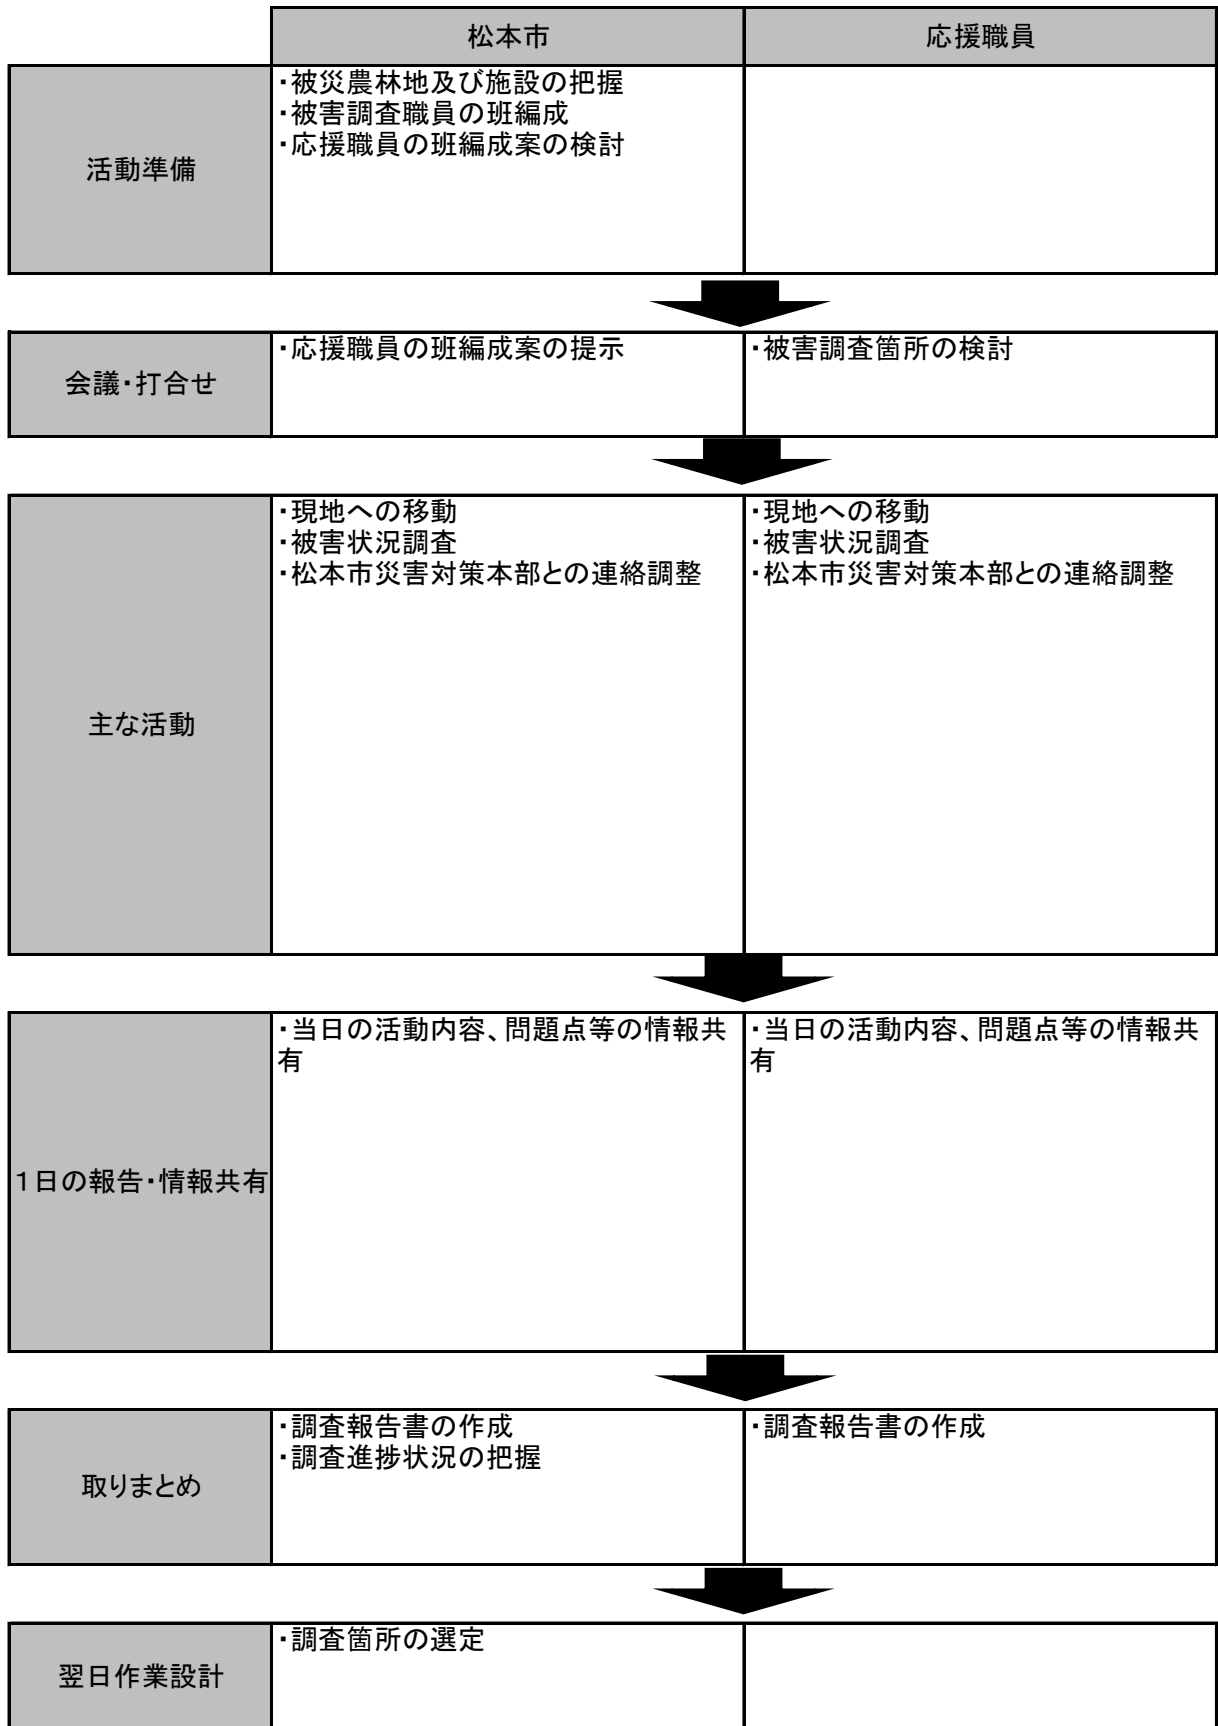 松本市
応援職員
活動準備
・被災農林地及び施設の把握
・被害調査職員の班編成
・応援職員の班編成案の検討
会議・打合せ
・応援職員の班編成案の提示
・被害調査箇所の検討
主な活動
・現地への移動
・被害状況調査
・松本市災害対策本部との連絡調整
・現地への移動
・被害状況調査
・松本市災害対策本部との連絡調整
１日の報告・情報共有
・当日の活動内容、問題点等の情報共
有
・当日の活動内容、問題点等の情報共
有
取りまとめ
・調査報告書の作成
・調査進捗状況の把握
・調査報告書の作成
翌日作業設計
・調査箇所の選定